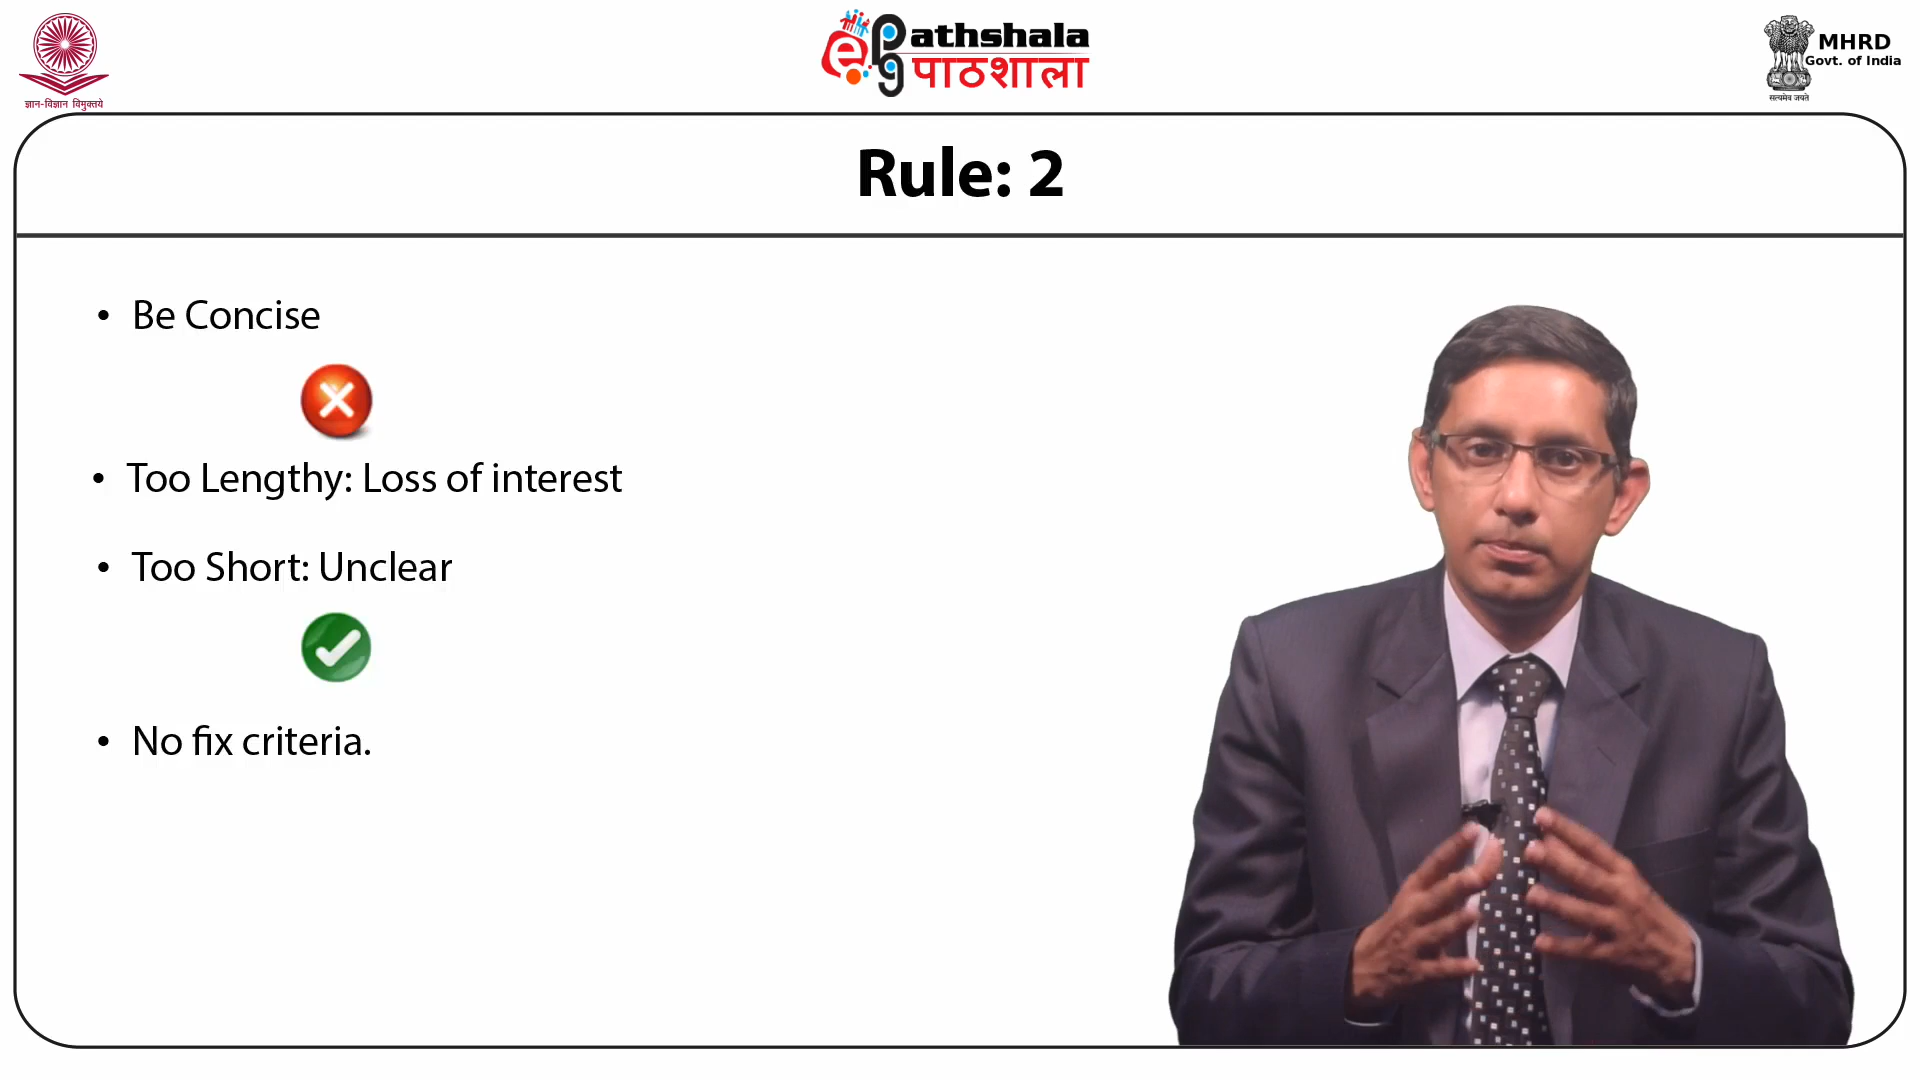 ज्ञान-विज्ञान विमुक्तये
ePathshala
पाठशाला
MHRD
Govt. of India
सत्यमेव जयते
Rule: 2
• Be Concise
• Too Lengthy: Loss of interest
• Too Short: Unclear
• No fix criteria.